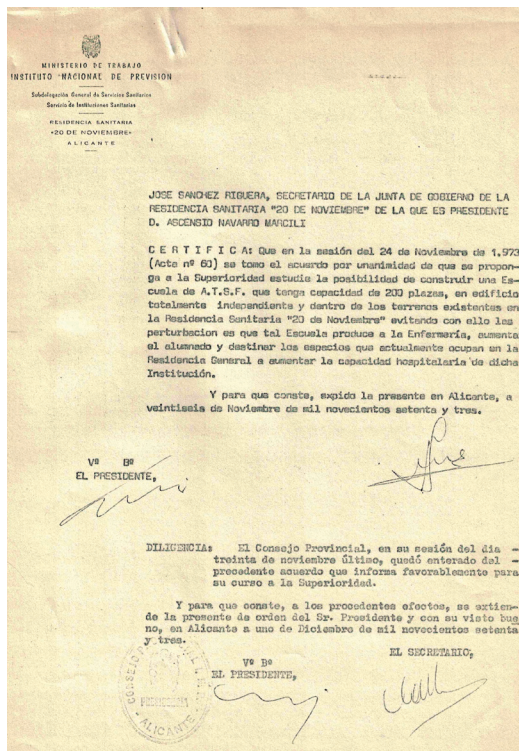 MINISTERIO DE TRABAJO
INSTITUTO NACIONAL DE PREVISION
Subdelegación General de Servicios Sanitarios
Servicio de Instituciones Sanitarias
RESIDENCIA SANITARIA
«20 DE NOVIEMBRE»
ALICANTE
JOSE SANCHEZ RIGUERA, SECRETARIO DE LA JUNTA DE GOBIERNO DE LA
RESIDENCIA SANITARIA "20 DE NOVIEMBRE" DE LA QUE ES PRESIDENTE
D. ASCENSIO NAVARRO MARCILI
C E R T I F I C A: Que en la sesión del 24 de Noviembre de 1.973
(Acta nº 60) se tomo el acuerdo por unanimidad de que se propon-
ga a la Superioridad estudie la posibilidad de construir una Es-
cuela de A.T.S.F. que tenga capacidad de 200 plazas, en edificio
totalmente independiente y dentro de los terrenos existentes en
la Residencia Sanitaria "20 de Noviembre" evitando con ello las
perturbacion es que tal Escuela produce a la Enfermería, aumenta
el alumnado y destinar los espacios que actualmente ocupan en la
Residencia General a aumentar la capacidad hospitalaria de dicha
Institución.
Y para que conste, expido la presente en Alicante, a
veintiseis de Noviembre de mil novecientos setenta y tres.
Vº Bº
EL PRESIDENTE,
DILIGENCIA: El Consejo Provincial, en su sesión del dia -
treinta de noviembre último, quedó enterado del -
precedente acuerdo que informa favorablemente para
su curso a la Superioridad.
Y para que conste, a los procedentes efectos, se extien-
de la presente de orden del Sr. Presidente y con su visto bue
no, en Alicante a uno de Diciembre de mil novecientos setenta
y tres.
EL SECRETARIO,
Vº Bº
EL PRESIDENTE,
CONSEJO
ALICANTE